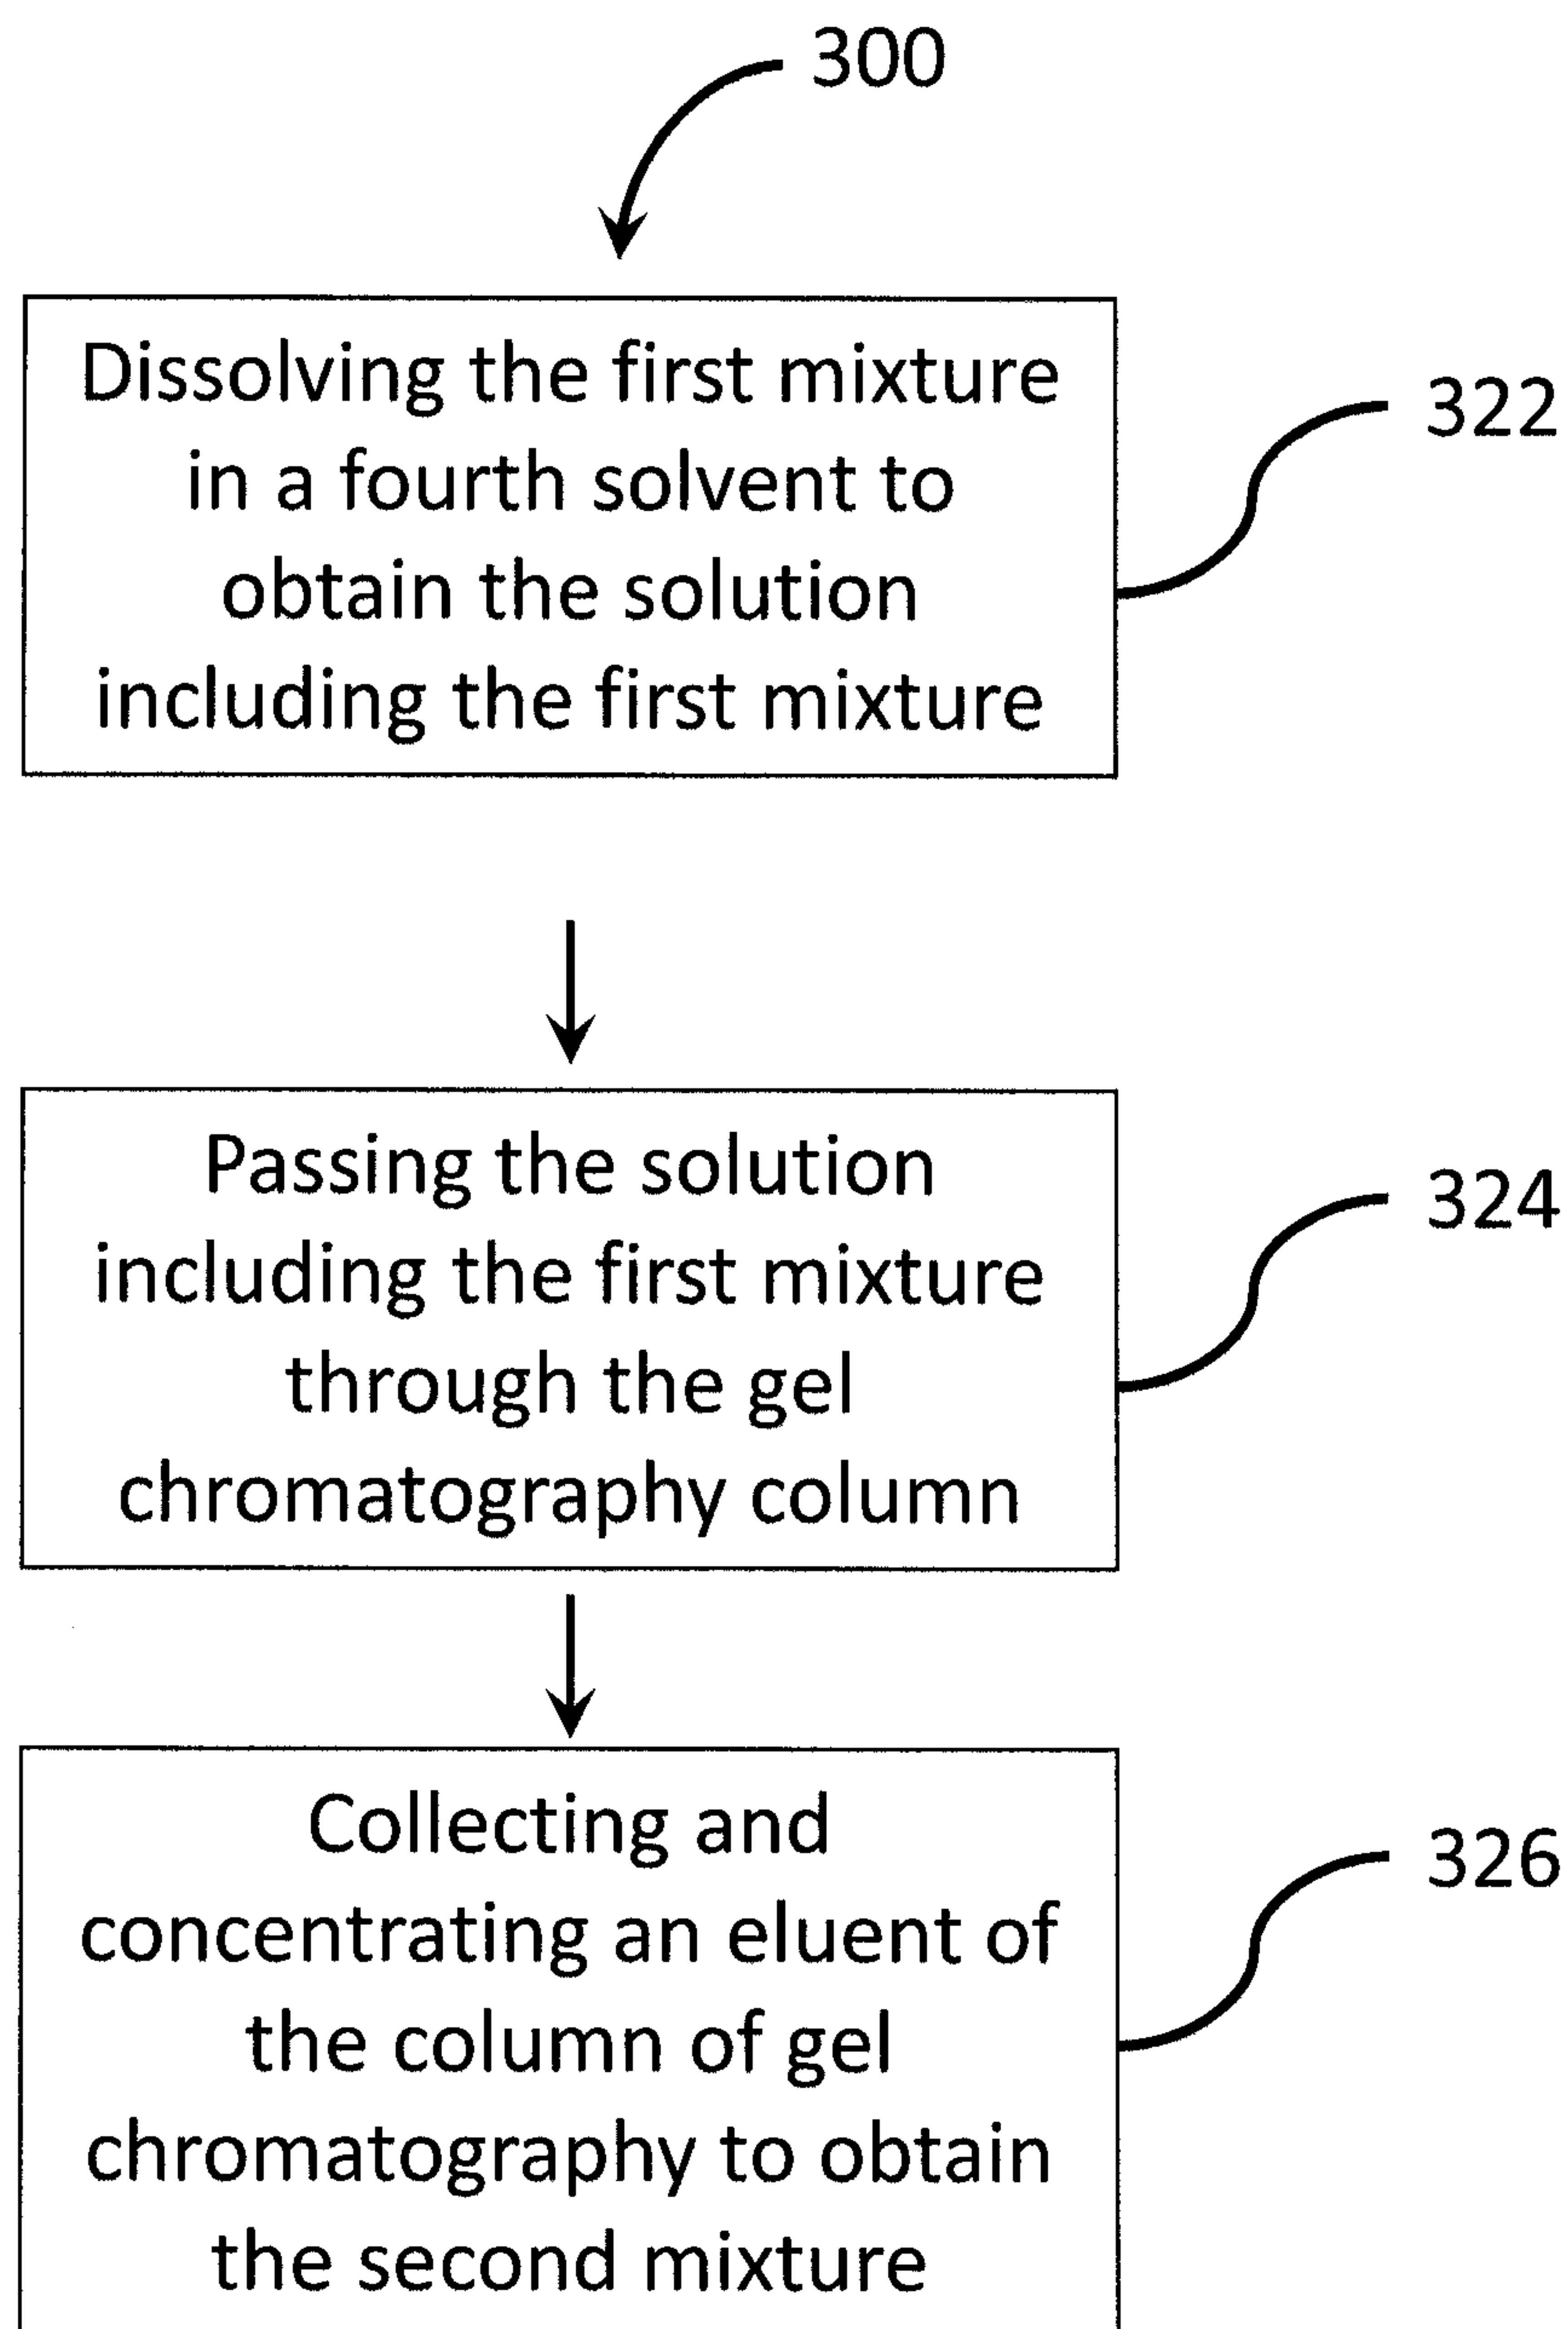 300
Dissolving the first mixture
in a fourth solvent to
obtain the solution
including the first mixture
322
Passing the solution
including the first mixture
through the gel
chromatography column
324
Collecting and
concentrating an eluent of
the column of gel
chromatography to obtain
the second mixture
326